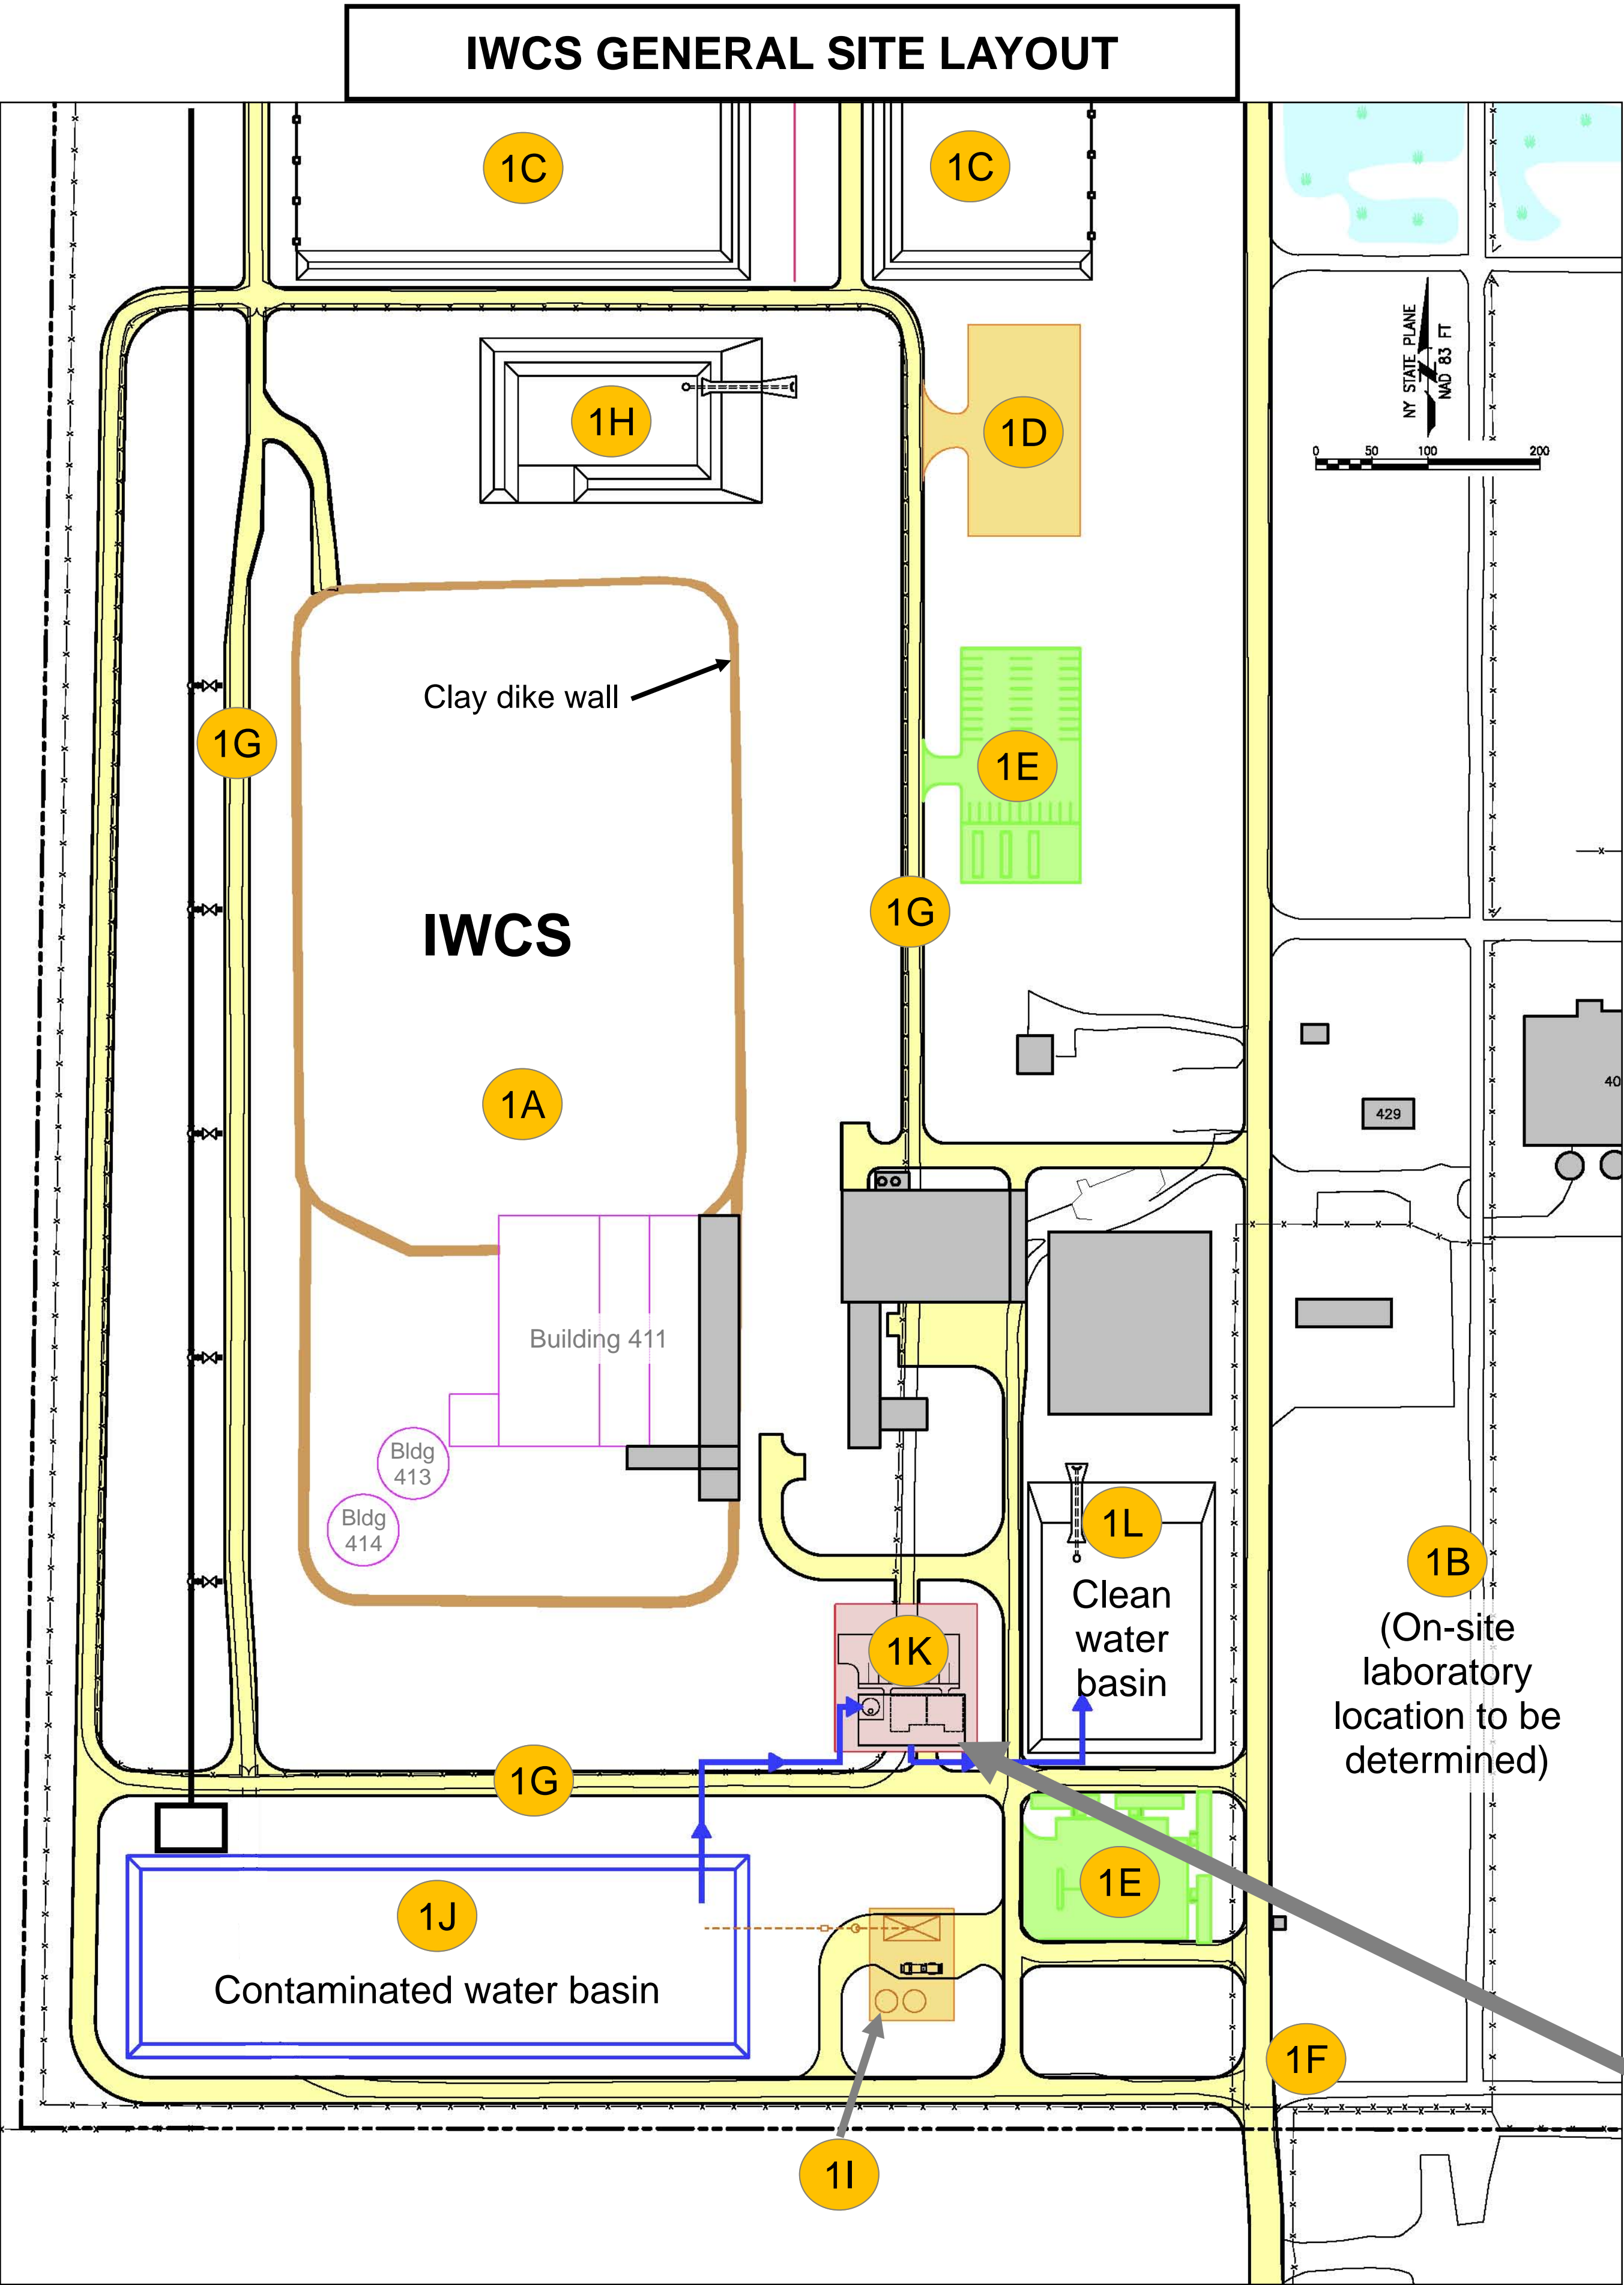 IWCS GENERAL SITE LAYOUT
1C
1C
NY STATE PLANE
NAD 83 FT
0 50 100 200
1H
1D
Clay dike wall
1G
1E
1G
IWCS
1A
429
40
Building 411
Bldg
413
Bldg
414
1L
Clean
water
basin
1B
(On-site
laboratory
location to be
determined)
1K
1G
1E
1J
Contaminated water basin
1F
1I